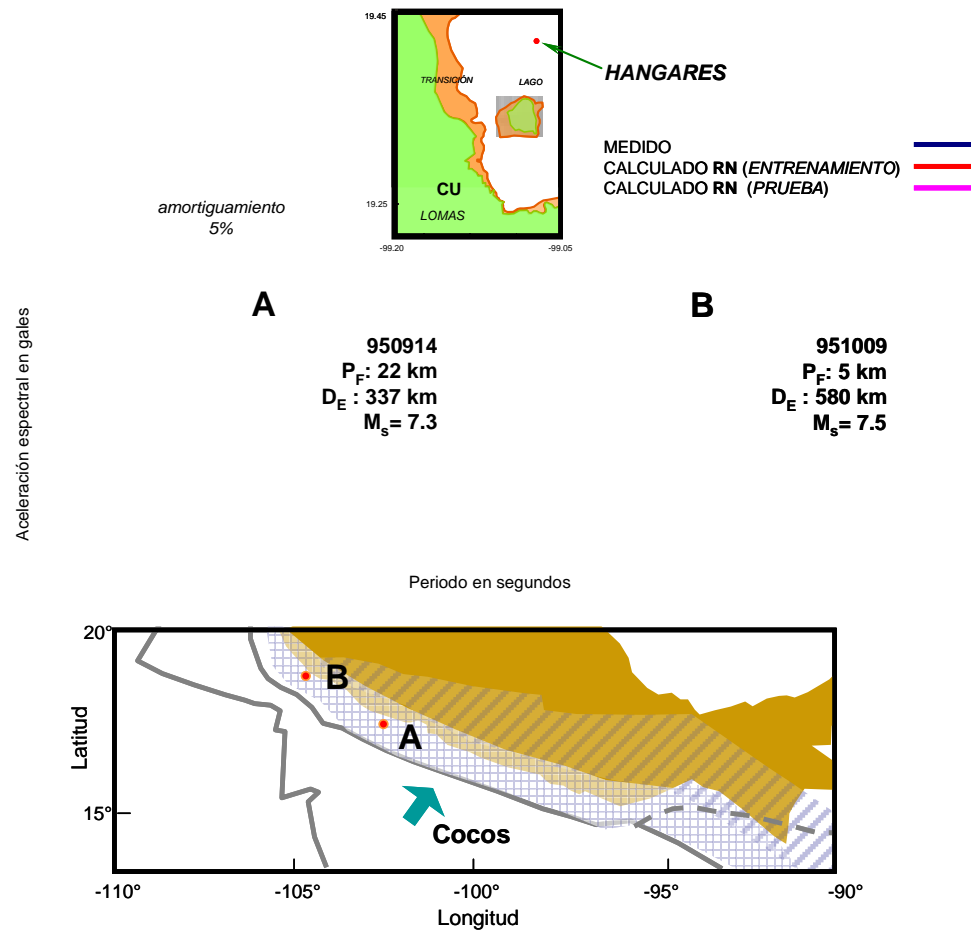 19.45
HANGARES
TRANSICIÓN
LAGO
MEDIDO
CALCULADO RN (ENTRENAMIENTO)
CALCULADO RN (PRUEBA)
CU
LOMAS
19.25
-99.20
-99.05
amortiguamiento
5%
A
B
Aceleración espectral en gales
950914
PF: 22 km
DE : 337 km
Ms= 7.3
951009
PF: 5 km
DE : 580 km
Ms= 7.5
Periodo en segundos
20°
B
A
Latitud
15°
Cocos
-110°
-105°
-100°
-95°
-90°
Longitud